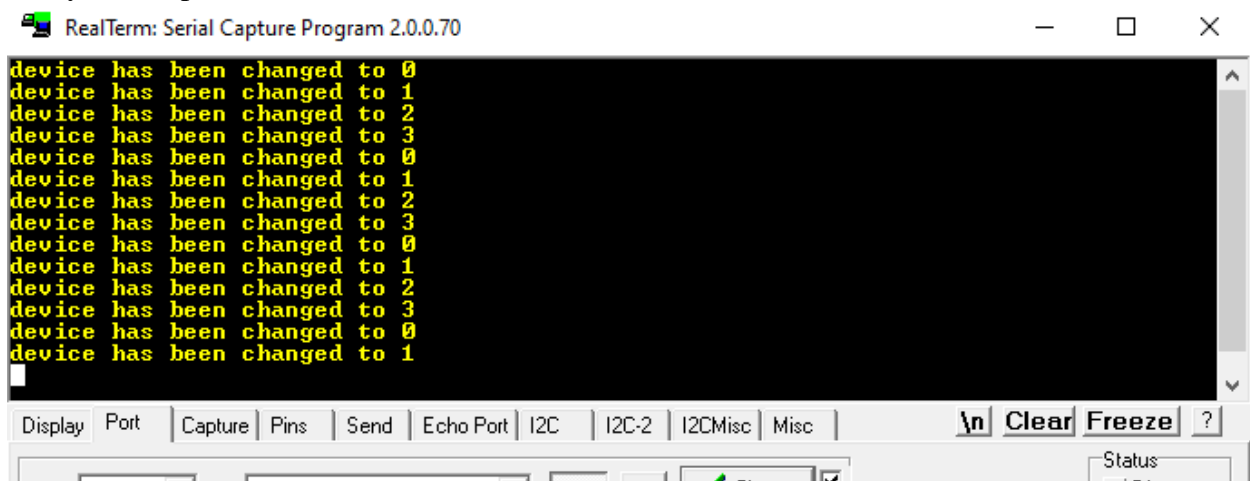 RealTerm: Serial Capture Program 2.0.0.70
device has been changed to 0
device has been changed to 1
device has been changed to 2
device has been changed to 3
device has been changed to 0
device has been changed to 1
device has been changed to 2
device has been changed to 3
device has been changed to 0
device has been changed to 1
device has been changed to 2
device has been changed to 3
device has been changed to 0
device has been changed to 1
Display Port Capture Pins Send Echo Port I2C I2C-2 I2CMisc Misc \n Clear Freeze ?
Status